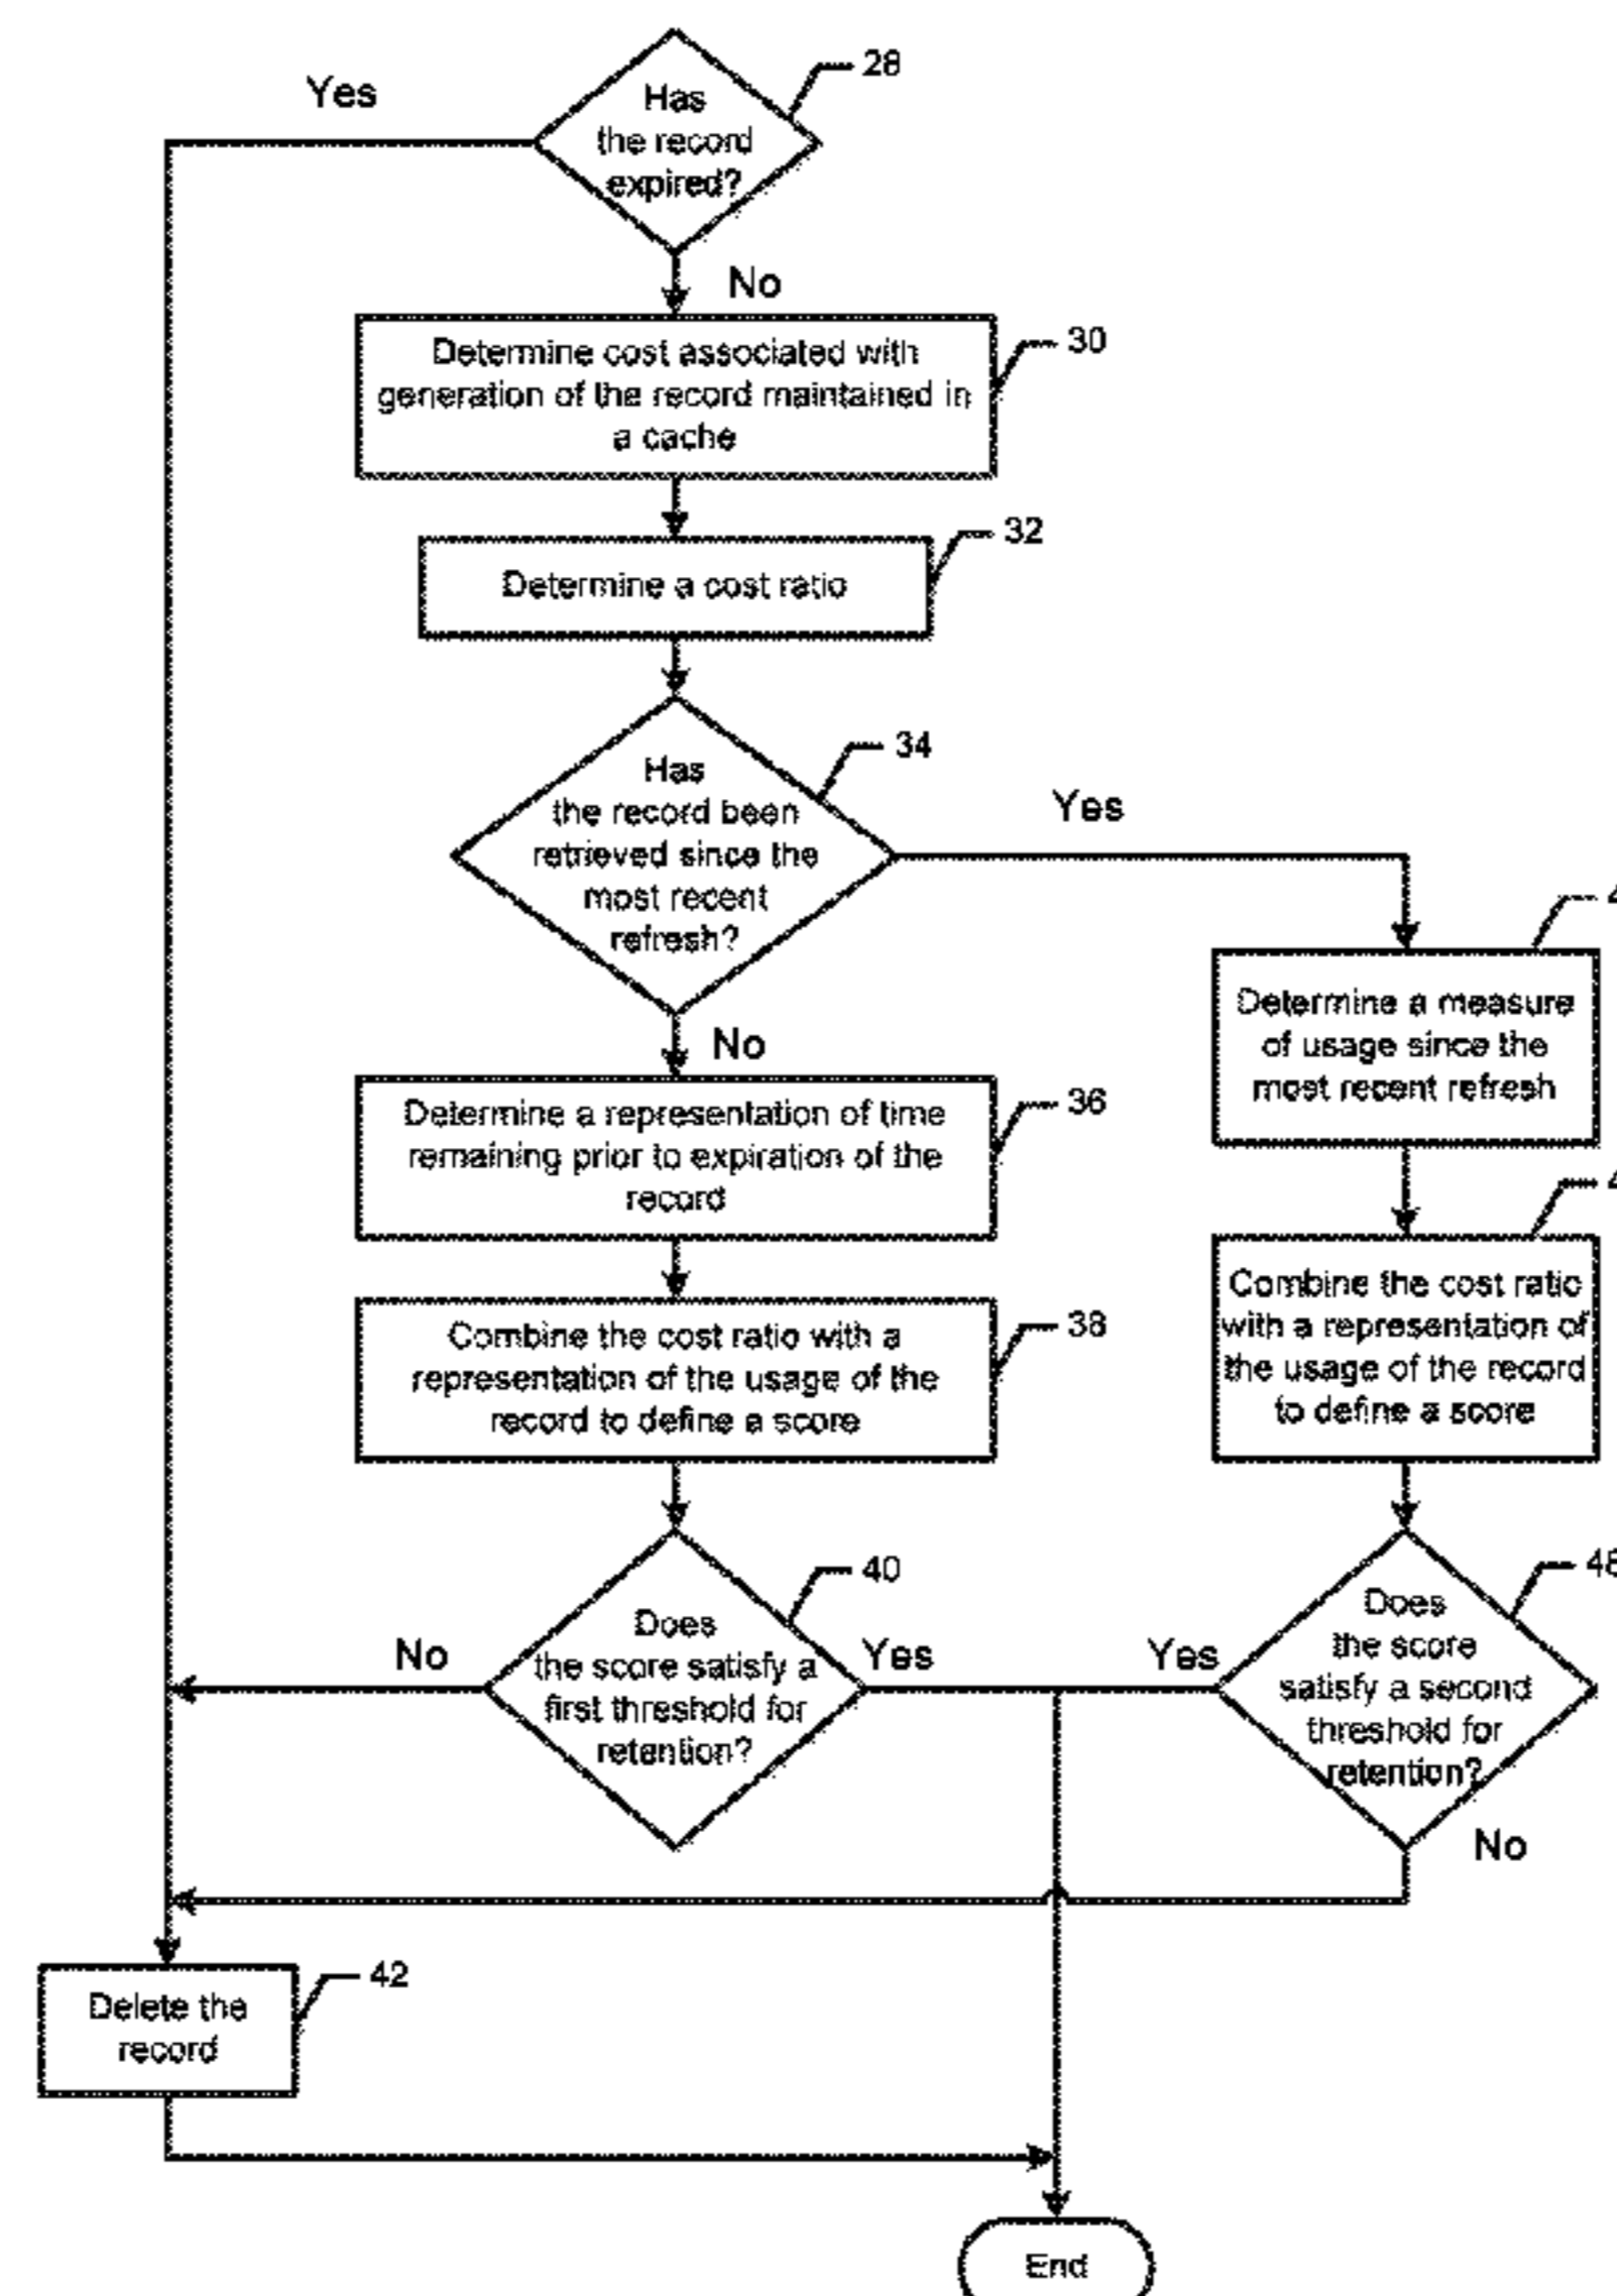 Yes
28
Has
the record
expired?
No
Determine cost associated with
generation of the record maintained in
a cache
30
32
Determine a cost ratio
34
Has
the record been
retrieved since the
most recent
refresh?
Yes
No
Determine a measure
of usage since the
most recent refresh
Determine a representation of time
remaining prior to expiration of the
record
36
Combine the cost ratio
with a representation of
the usage of the record
to define a score
Combine the cost ratio with a
representation of the usage of the
record to define a score
38
40
Does
the score satisfy a
first threshold for
retention?
No
Yes
Yes
Does
the score
satisfy a second
threshold for
retention?
No
42
Delete the
record
End